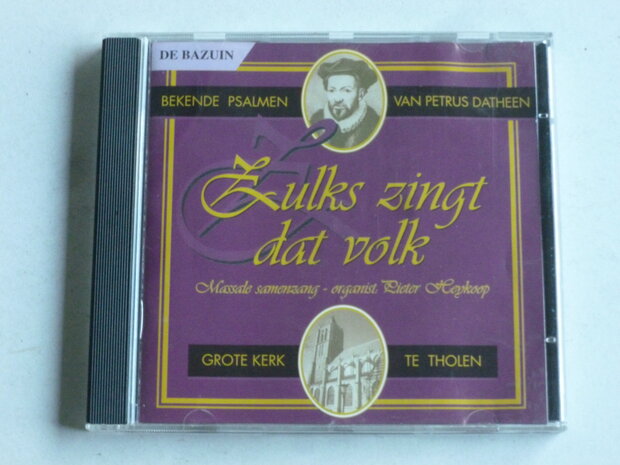 DE BAZUIN
BEKENDE PSALMEN VAN PETRUS DATHEEN
Zulks zingt
dat volk
Massale samenzang - organist: Pieter Heykoop
GROTE KERK TE THOLEN